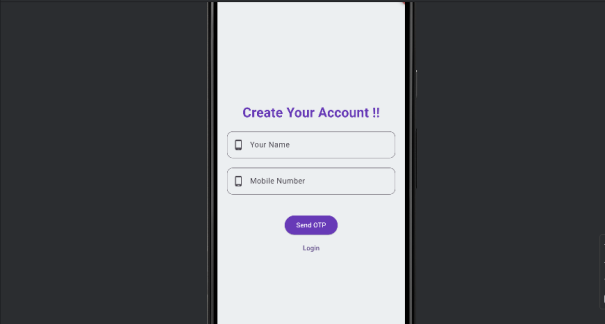 Create Your Account !!
Your Name
Mobile Number
Send OTP
Login